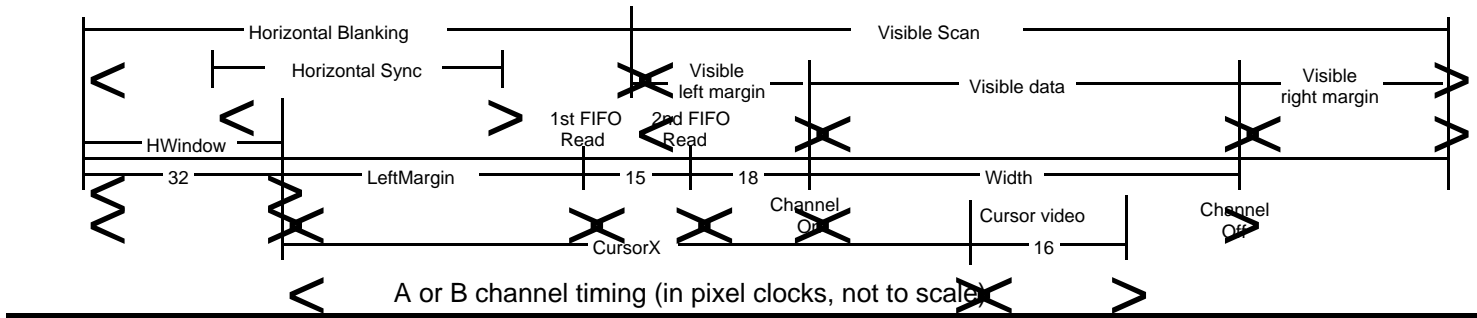 Horizontal Blanking
Visible Scan
Horizontal Sync
Visible
left margin
Visible data
Visible
right margin
1st FIFO
Read
2nd FIFO
Read
HWindow
32
LeftMargin
15
18
Width
Channel
On
Cursor video
Channel
Off
CursorX
16
A or B channel timing (in pixel clocks, not to scale)